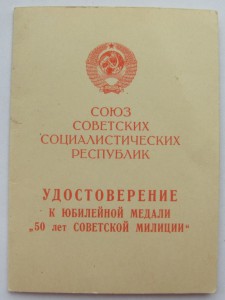 СОЮЗ
СОВЕТСКИХ
СОЦИАЛИСТИЧЕСКИХ
РЕСПУБЛИК
УДОСТОВЕРЕНИЕ
К ЮБИЛЕЙНОЙ МЕДАЛИ
„50 лет СОВЕТСКОЙ МИЛИЦИИ“